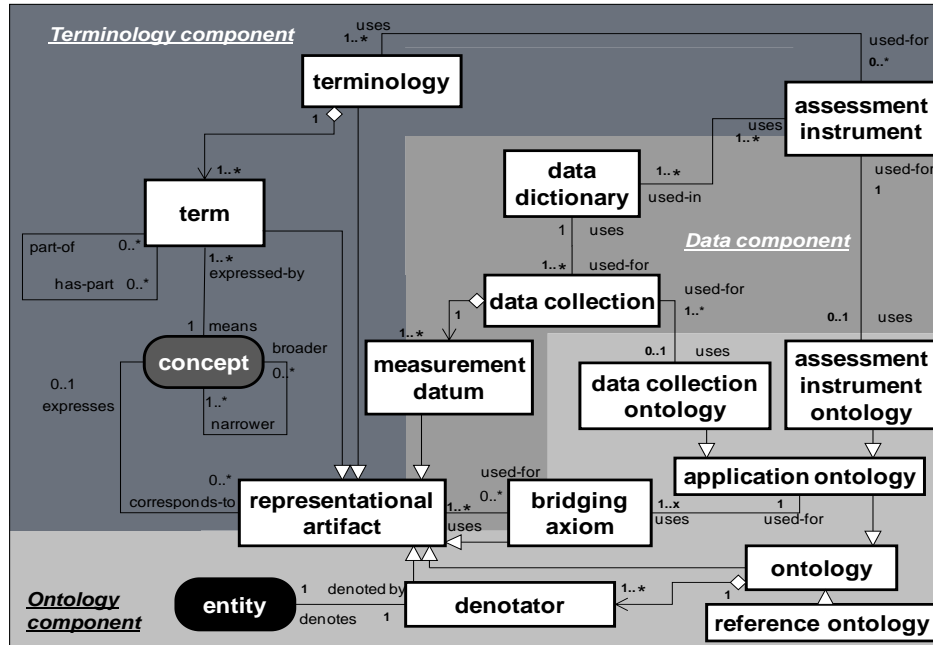 uses
Terminology component
1..*
used-for
0..*
terminology
1
assessment
instrument
uses
1..*
data
dictionary
1..*
used-in
used-for
1
1..*
term
part-of
0..*
has-part
0..*
1..*
expressed-by
1
uses
Data component
1..*
used-for
data collection
used-for
1..*
1
means
1
1..*
0..1
uses
concept
broader
0..*
0..1
expresses
1..*
narrower
measurement
datum
0..1
uses
data collection
ontology
assessment
instrument
ontology
0..*
corresponds-to
representational
artifact
used-for
0..*
1..*
uses
bridging
axiom
application ontology
1..x
uses
1
used-for
ontology
Ontology
component
entity
1
denoted by
denotes
1
denotator
1..*
1
reference ontology